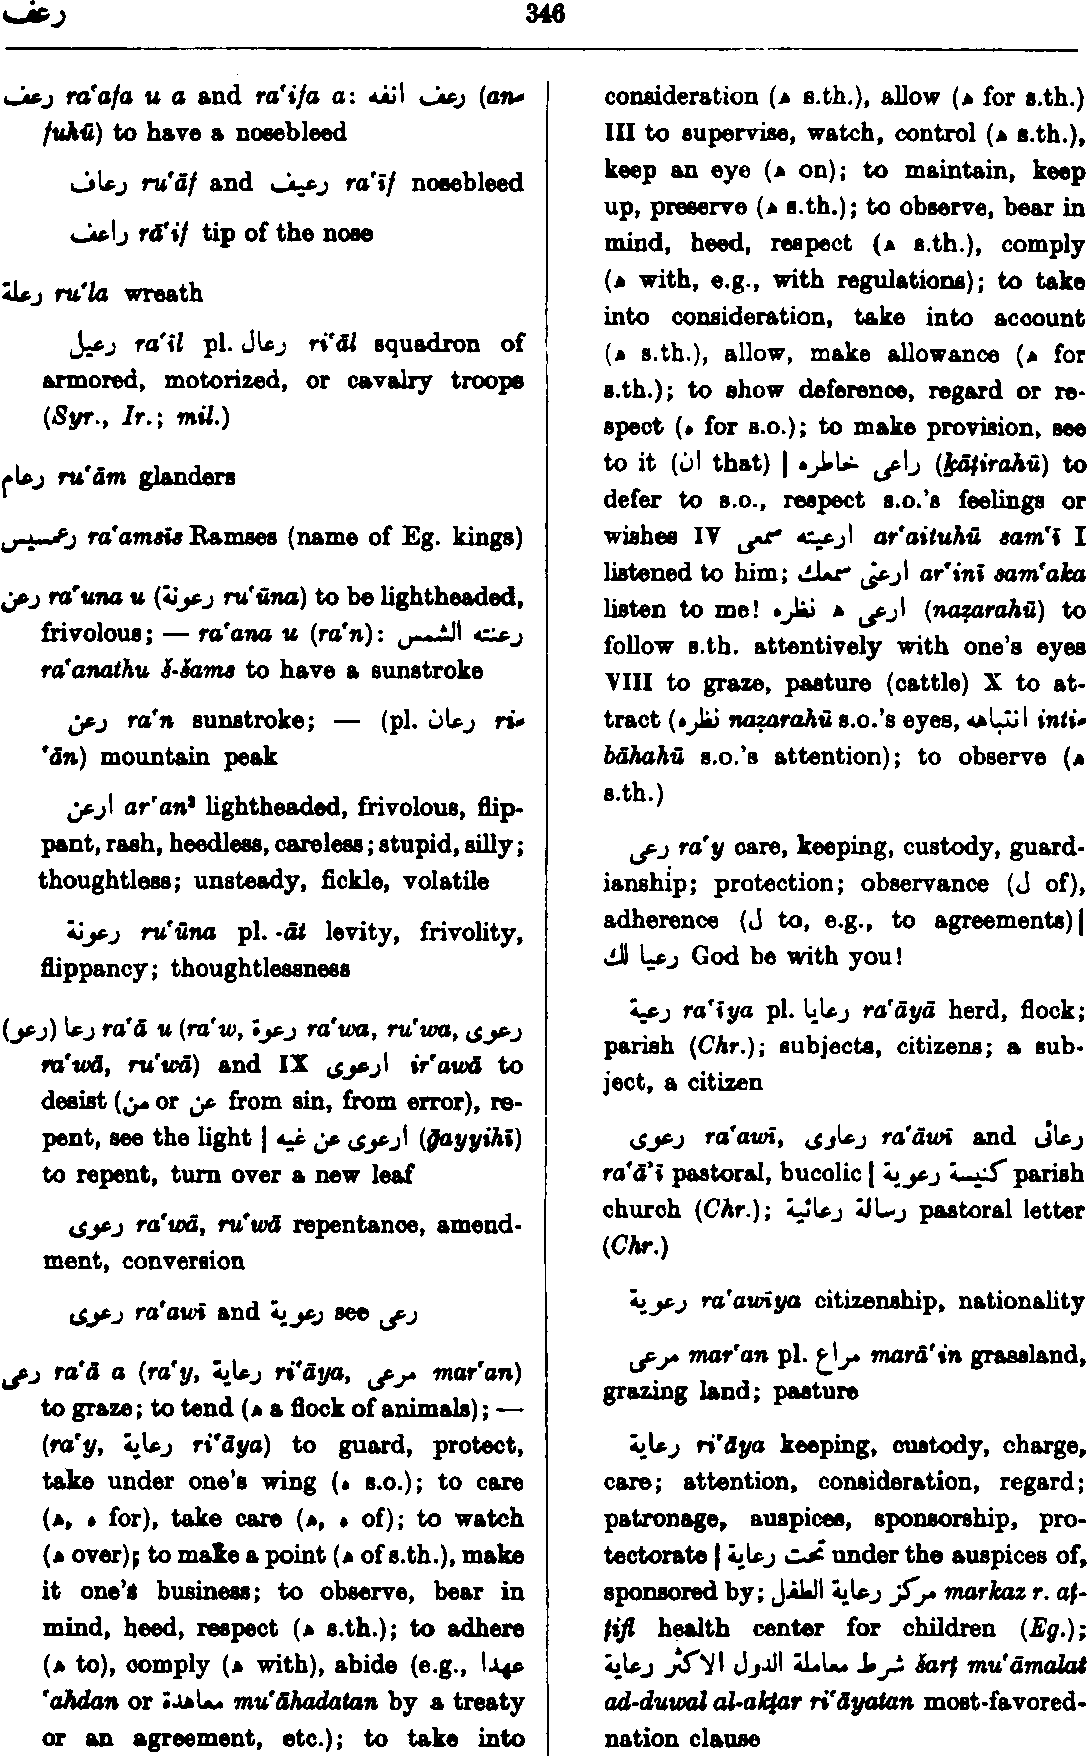 رعف
346
رعف ra‘afa u a and ra‘ifa a: رعف انفه (an-
fuhū) to have a nosebleed
رعاف ru‘āf and رعيف ra‘īf nosebleed
راعف rā‘if tip of the nose
رعلة ru‘la wreath
رعيل ra‘il pl. رعال ri‘āl squadron of
armored, motorized, or cavalry troops
(Syr., Ir.; mil.)
رعام ru‘ām glanders
رعمسيس ra‘amsīs Ramses (name of Eg. kings)
رعن ra‘una u (رعونة ru‘ūna) to be lightheaded,
frivolous; — ra‘ana u (ra‘n): رعنته الشمس
ra‘anathu š-šams to have a sunstroke
رعن ra‘n sunstroke; — (pl. رعان ri-
‘ān) mountain peak
ارعن ar‘an² lightheaded, frivolous, flip-
pant, rash, heedless, careless; stupid, silly;
thoughtless; unsteady, fickle, volatile
رعونة ru‘ūna pl. -āt levity, frivolity,
flippancy; thoughtlessness
(رعو) رعا ra‘ā u (ra‘w, رعوة ra‘wa, ru‘wa, رعوى
ra‘wā, ru‘wā) and IX ارعوى ir‘awā to
desist (من or عن from sin, from error), re-
pent, see the light | ارعوى عن غيه (ḡayyihī)
to repent, turn over a new leaf
رعوى ra‘wā, ru‘wā repentance, amend-
ment, conversion
رعوى ra‘awī and رعوية see رعى
رعى ra‘ā a (ra‘y, رعاية ri‘āya, مرعى mar‘an)
to graze; to tend (ه a flock of animals); —
(ra‘y, رعاية ri‘āya) to guard, protect,
take under one's wing (ه s.o.); to care
(ه, ه for), take care (ه, ه of); to watch
(ه over); to make a point (ه of s.th.), make
it one's business; to observe, bear in
mind, heed, respect (ه s.th.); to adhere
(ه to), comply (ه with), abide (e.g., عهدا
‘ahdan or معاهدة mu‘āhadatan by a treaty
or an agreement, etc.); to take into
consideration (ه s.th.), allow (ه for s.th.)
III to supervise, watch, control (ه s.th.),
keep an eye (ه on); to maintain, keep
up, preserve (ه s.th.); to observe, bear in
mind, heed, respect (ه s.th.), comply
(ه with, e.g., with regulations); to take
into consideration, take into account
(ه s.th.), allow, make allowance (ه for
s.th.); to show deference, regard or re-
spect (ه for s.o.); to make provision, see
to it (ان that) | راعى خاطره (ḵāṭirahū) to
defer to s.o., respect s.o.'s feelings or
wishes IV ارعيته سمعى ar‘aituhū sam‘ī I
listened to him; ارعنى سمعك ar‘inī sam‘aka
listen to me! ارعى ه نظره (naẓarahū) to
follow s.th. attentively with one's eyes
VIII to graze, pasture (cattle) X to at-
tract (نظره naẓarahū s.o.'s eyes, انتباهه inti-
bāhahū s.o.'s attention); to observe (ه
s.th.)
رعى ra‘y care, keeping, custody, guard-
ianship; protection; observance (ل of),
adherence (ل to, e.g., to agreements) |
رعيا لك God be with you!
رعية ra‘īya pl. رعايا ra‘āyā herd, flock;
parish (Chr.); subjects, citizens; a sub-
ject, a citizen
رعوى ra‘awī, رعاوى ra‘āwī and رعائى
ra‘ā’ī pastoral, bucolic | كنيسة رعوية parish
church (Chr.); رسالة رعائية pastoral letter
(Chr.)
رعوية ra‘awīya citizenship, nationality
مرعى mar‘an pl. مراع marā‘in grassland,
grazing land; pasture
رعاية ri‘āya keeping, custody, charge,
care; attention, consideration, regard;
patronage, auspices, sponsorship, pro-
tectorate | تحت رعاية under the auspices of,
sponsored by; مركز رعاية الطفل markaz r. aṭ-
ṭifl health center for children (Eg.);
شرط معاملة الدول الاكثر رعاية šarṭ mu‘āmalat
ad-duwal al-akṯar ri‘āyatan most-favored-
nation clause